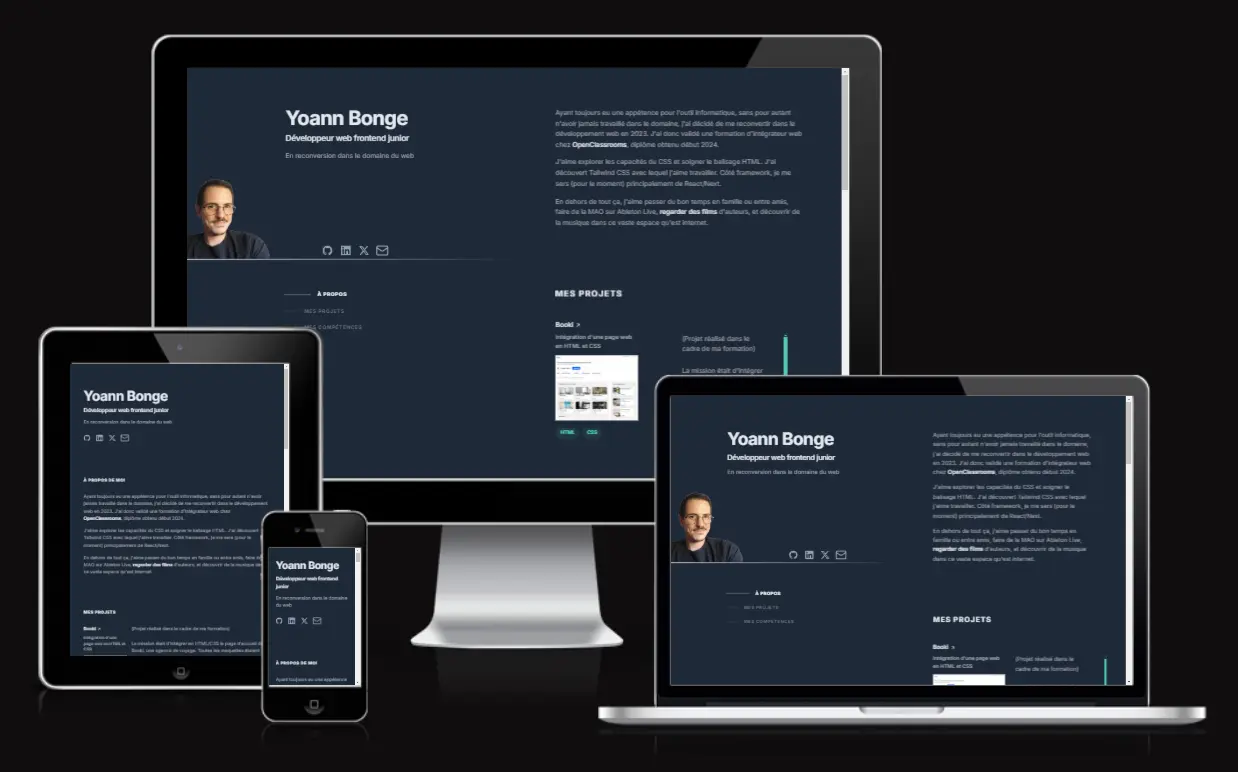 Yoann Bonge
Développeur web frontend junior
En reconversion dans le domaine du web
Ayant toujours eu une appétence pour l'outil informatique, sans pour autant
n'avoir jamais travaillé dans le domaine, j'ai décidé de me reconvertir dans le
développement web en 2023. J'ai donc validé une formation d'intégrateur web
chez OpenClassrooms, diplôme obtenu début 2024.
J'aime explorer les capacités du CSS et soigner le balisage HTML. J'ai
découvert Tailwind CSS avec lequel j'aime travailler. Côté framework, je me
sers (pour le moment) principalement de React/Next.
En dehors de tout ça, j'aime passer du bon temps en famille ou entre amis,
faire de la MAO sur Ableton Live, regarder des films d'auteurs, et découvrir de
la musique dans ce vaste espace qu'est internet.
À PROPOS
MES PROJETS
MES COMPÉTENCES
MES PROJETS
Booki
Intégration d'une page web
en HTML et CSS
HTML CSS
(Projet réalisé dans le
cadre de ma formation)
La mission était d'intégrer
Yoann Bonge
Développeur web frontend junior
En reconversion dans le domaine du web
À PROPOS DE MOI
Ayant toujours eu une appétence pour l'outil informatique, sans pour autant n'avoir
jamais travaillé dans le domaine, j'ai décidé de me reconvertir dans le développement
web en 2023. J'ai donc validé une formation d'intégrateur web chez
OpenClassrooms, diplôme obtenu début 2024.
J'aime explorer les capacités du CSS et soigner le balisage HTML. J'ai découvert
Tailwind CSS avec lequel j'aime travailler. Côté framework, je me sers (pour le
moment) principalement de React/Next.
En dehors de tout ça, j'aime passer du bon temps en famille ou entre amis, faire
MAO sur Ableton Live, regarder des films d'auteurs, et découvrir de la musique
ce vaste espace qu'est internet.
MES PROJETS
Booki
Intégration d'une
page web en HTML et
CSS
(Projet réalisé dans le cadre de ma formation)
La mission était d'intégrer en HTML/CSS la page d'accueil
Booki, une agence de voyage. Toutes les maquettes étaient
Yoann Bonge
Développeur web frontend
junior
En reconversion dans le domaine
du web
À PROPOS DE MOI
Ayant toujours eu une appétence
Yoann Bonge
Développeur web frontend junior
En reconversion dans le domaine du web
Ayant toujours eu une appétence pour l'outil informatique,
sans pour autant n'avoir jamais travaillé dans le domaine,
j'ai décidé de me reconvertir dans le développement web
en 2023. J'ai donc validé une formation d'intégrateur web
chez OpenClassrooms, diplôme obtenu début 2024.
J'aime explorer les capacités du CSS et soigner le
balisage HTML. J'ai découvert Tailwind CSS avec lequel
j'aime travailler. Côté framework, je me sers (pour le
moment) principalement de React/Next.
En dehors de tout ça, j'aime passer du bon temps en
famille ou entre amis, faire de la MAO sur Ableton Live,
regarder des films d'auteurs, et découvrir de la musique
dans ce vaste espace qu'est internet.
À PROPOS
MES PROJETS
MES COMPÉTENCES
MES PROJETS
Booki
Intégration d'une page web
en HTML et CSS
(Projet réalisé dans le
cadre de ma formation)